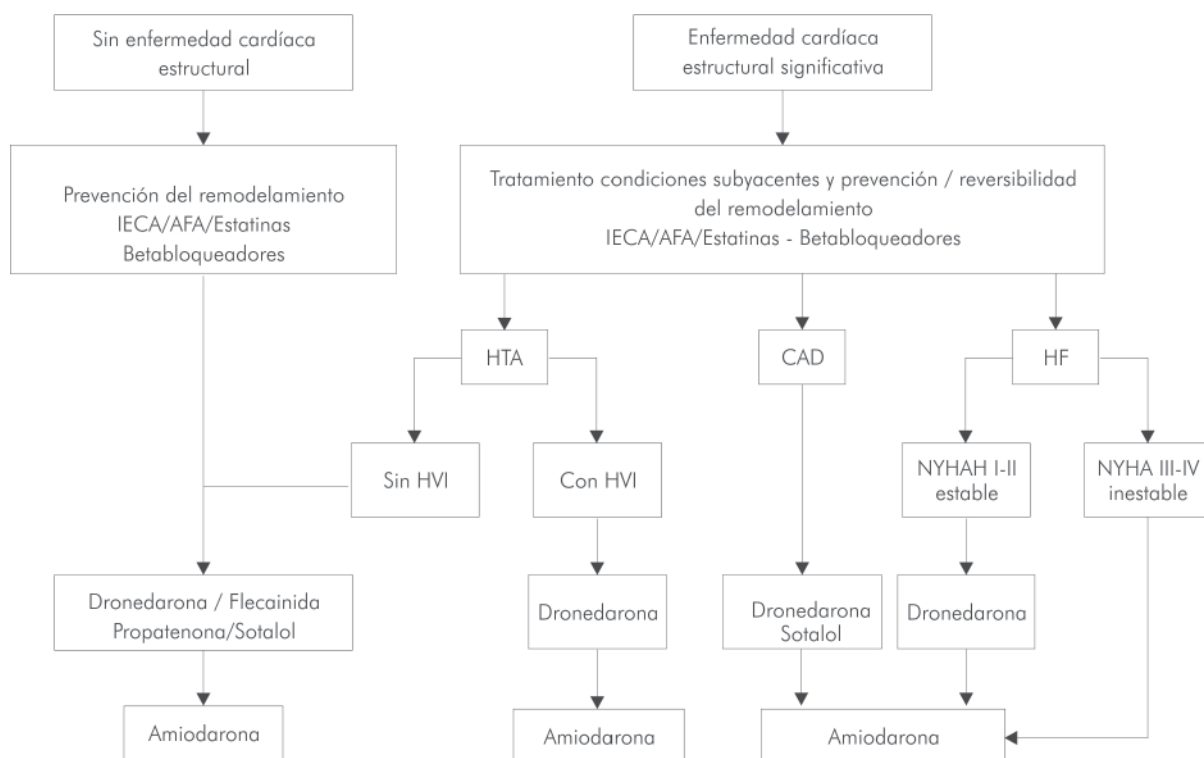 Sin enfermedad cardíaca
estructural
Enfermedad cardíaca
estructural significativa
Prevención del remodelamiento
IECA/AFA/Estatinas
Betabloqueadores
Tratamiento condiciones subyacentes y prevención / reversibilidad
del remodelamiento
IECA/AFA/Estatinas - Betabloqueadores
HTA
CAD
HF
Sin HVI
Con HVI
NYHAH I-II
estable
NYHA III-IV
inestable
Dronedarona / Flecainida
Propatenona/Sotalol
Dronedarona
Dronedarona
Sotalol
Dronedarona
Amiodarona
Amiodarona
Amiodarona